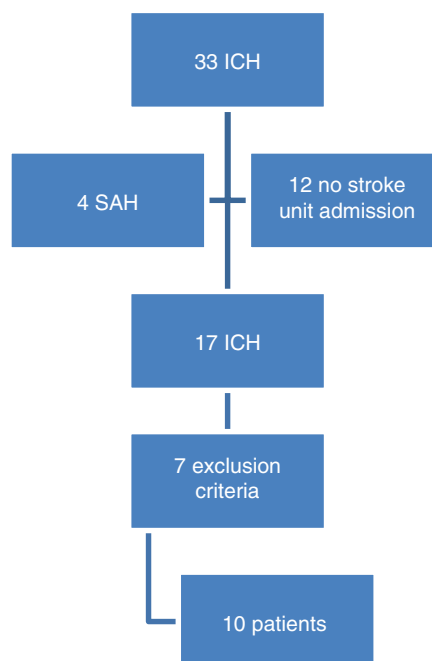 33 ICH
4 SAH
12 no stroke
unit admission
17 ICH
7 exclusion
criteria
10 patients